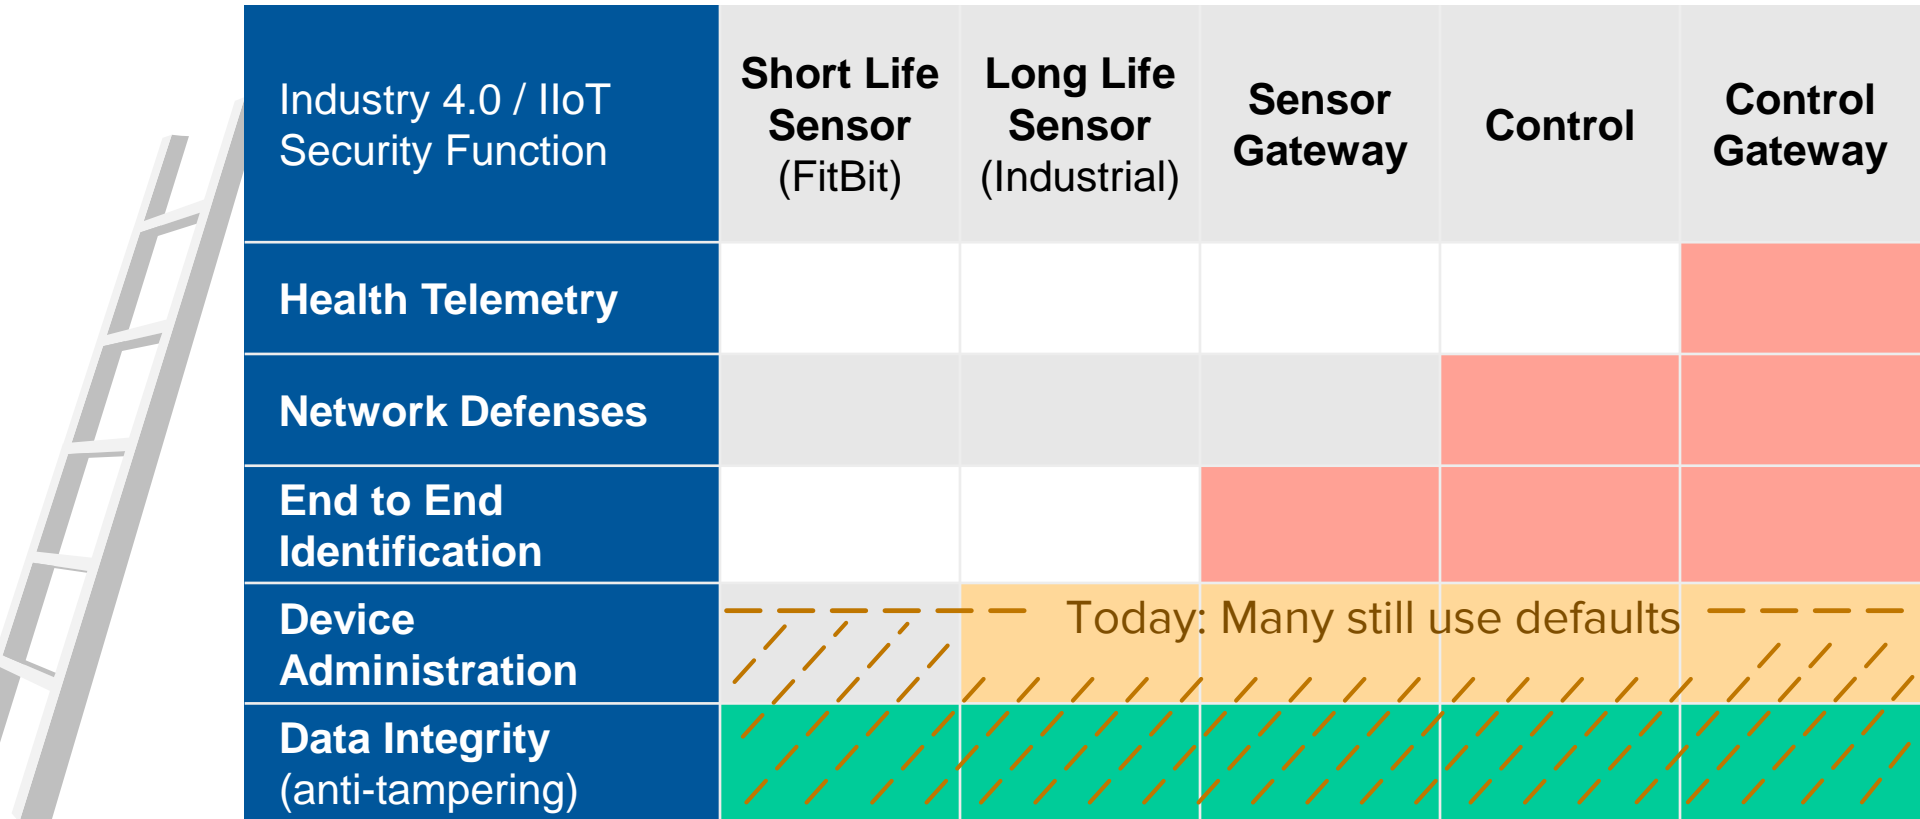 Industry 4.0 / IIoT
Security Function
Short Life
Sensor
(FitBit)
Long Life
Sensor
(Industrial)
Sensor
Gateway
Control
Control
Gateway
Health Telemetry
Network Defenses
End to End
Identification
Device
Administration
Today: Many still use defaults
Data Integrity
(anti-tampering)